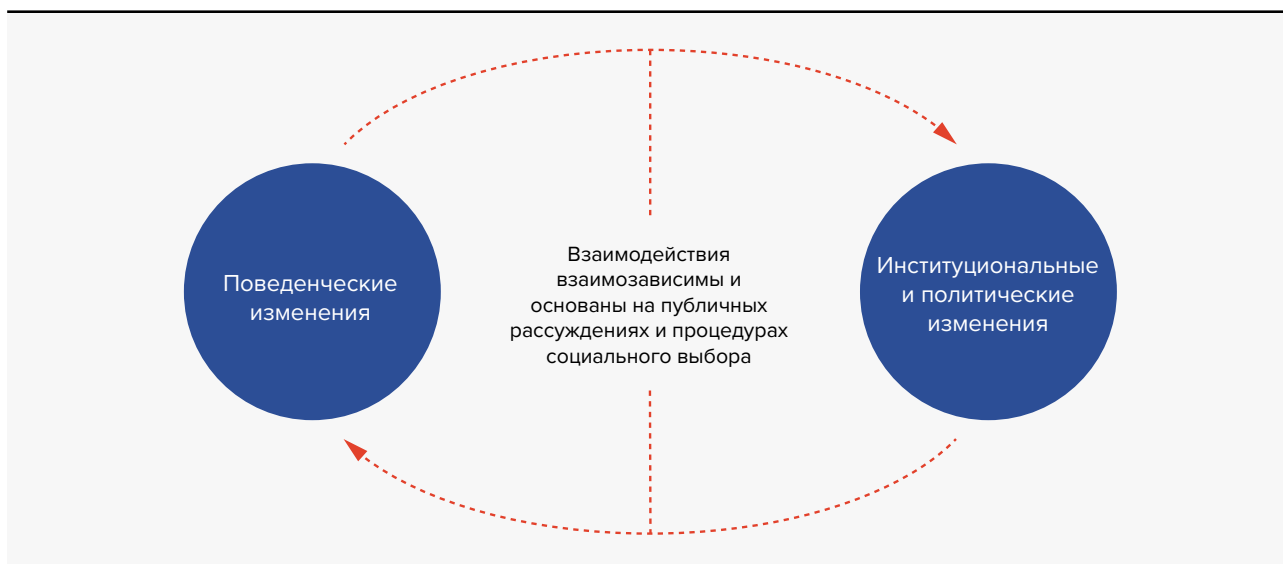 Поведенческие
изменения
Взаимодействия
взаимозависимы и
основаны на публичных
рассуждениях и процедурах
социального выбора
Институциональные
и политические
изменения